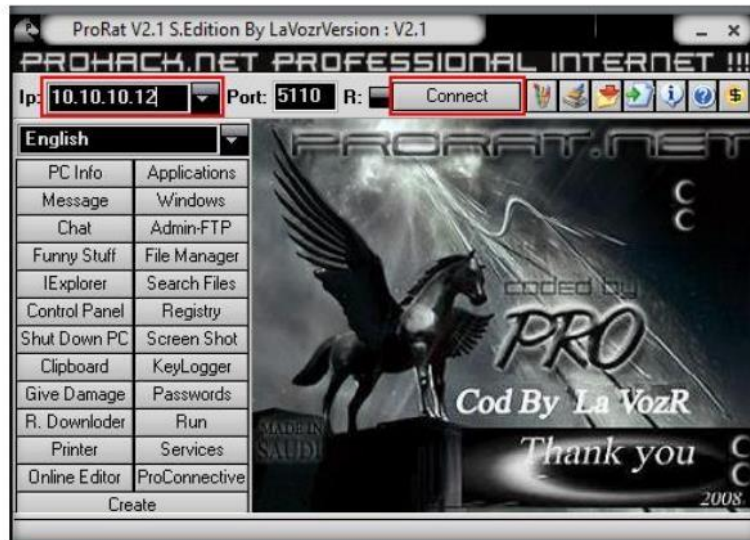 ProRat V2.1 S.Edition By LaVozrVersion : V2.1
PROHACK.NET PROFESSIONAL INTERNET !!!
Ip: 10.10.10.12 Port: 5110 R: Connect
English
PC Info Applications
Message Windows
Chat Admin-FTP
Funny Stuff File Manager
IExplorer Search Files
Control Panel Registry
Shut Down PC Screen Shot
Clipboard KeyLogger
Give Damage Passwords
R. Downloder Run
Printer Services
Online Editor ProConnective
Create
PRORAT.NET
coded by
PRO
Cod By La VozR
MADE IN
SAUDI
Thank you
2008